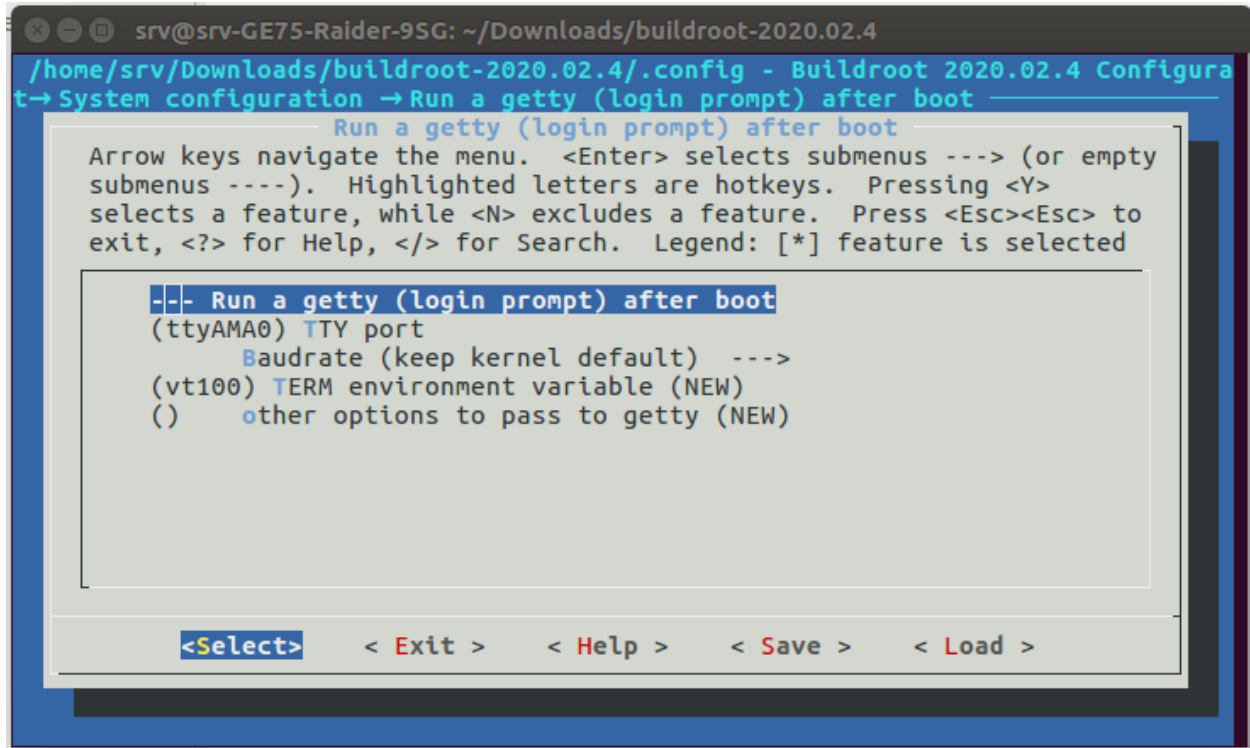 srv@srv-GE75-Raider-9SG: ~/Downloads/buildroot-2020.02.4
/home/srv/Downloads/buildroot-2020.02.4/.config - Buildroot 2020.02.4 Configura
t→ System configuration → Run a getty (login prompt) after boot
Run a getty (login prompt) after boot
Arrow keys navigate the menu.  <Enter> selects submenus ---> (or empty
submenus ----).  Highlighted letters are hotkeys.  Pressing <Y>
selects a feature, while <N> excludes a feature.  Press <Esc><Esc> to
exit, <?> for Help, </> for Search.  Legend: [*] feature is selected
--- Run a getty (login prompt) after boot
(ttyAMA0) TTY port
Baudrate (keep kernel default)  --->
(vt100) TERM environment variable (NEW)
()    other options to pass to getty (NEW)
<Select>    < Exit >    < Help >    < Save >    < Load >